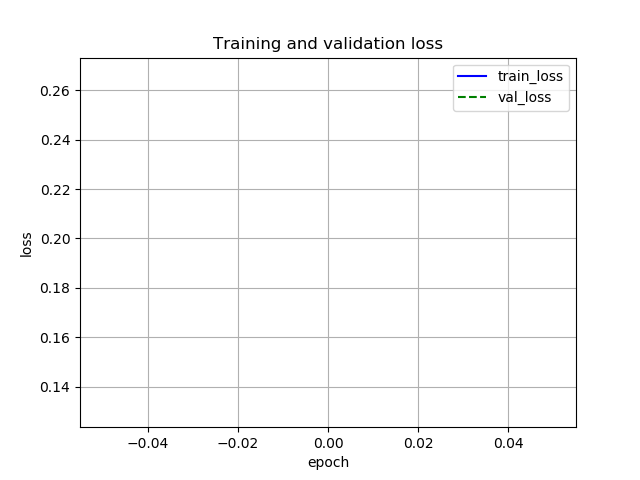 Training and validation loss
train_loss
val_loss
0.26
0.24
0.22
0.20
0.18
0.16
0.14
loss
−0.04
−0.02
0.00
0.02
0.04
epoch